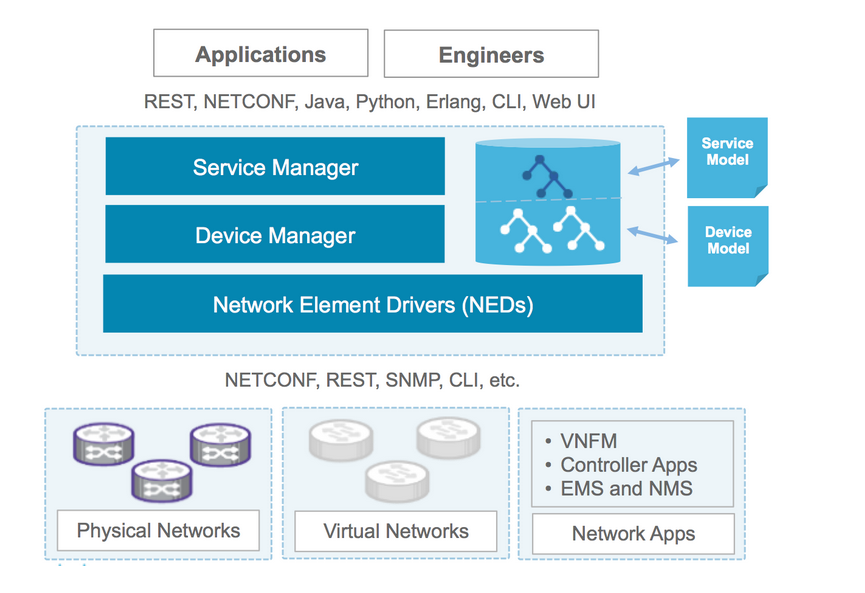 Applications
Engineers
REST, NETCONF, Java, Python, Erlang, CLI, Web UI
Service Manager
Service
Model
Device Manager
Device
Model
Network Element Drivers (NEDs)
NETCONF, REST, SNMP, CLI, etc.
Physical Networks
Virtual Networks
• VNFM
• Controller Apps
• EMS and NMS
Network Apps